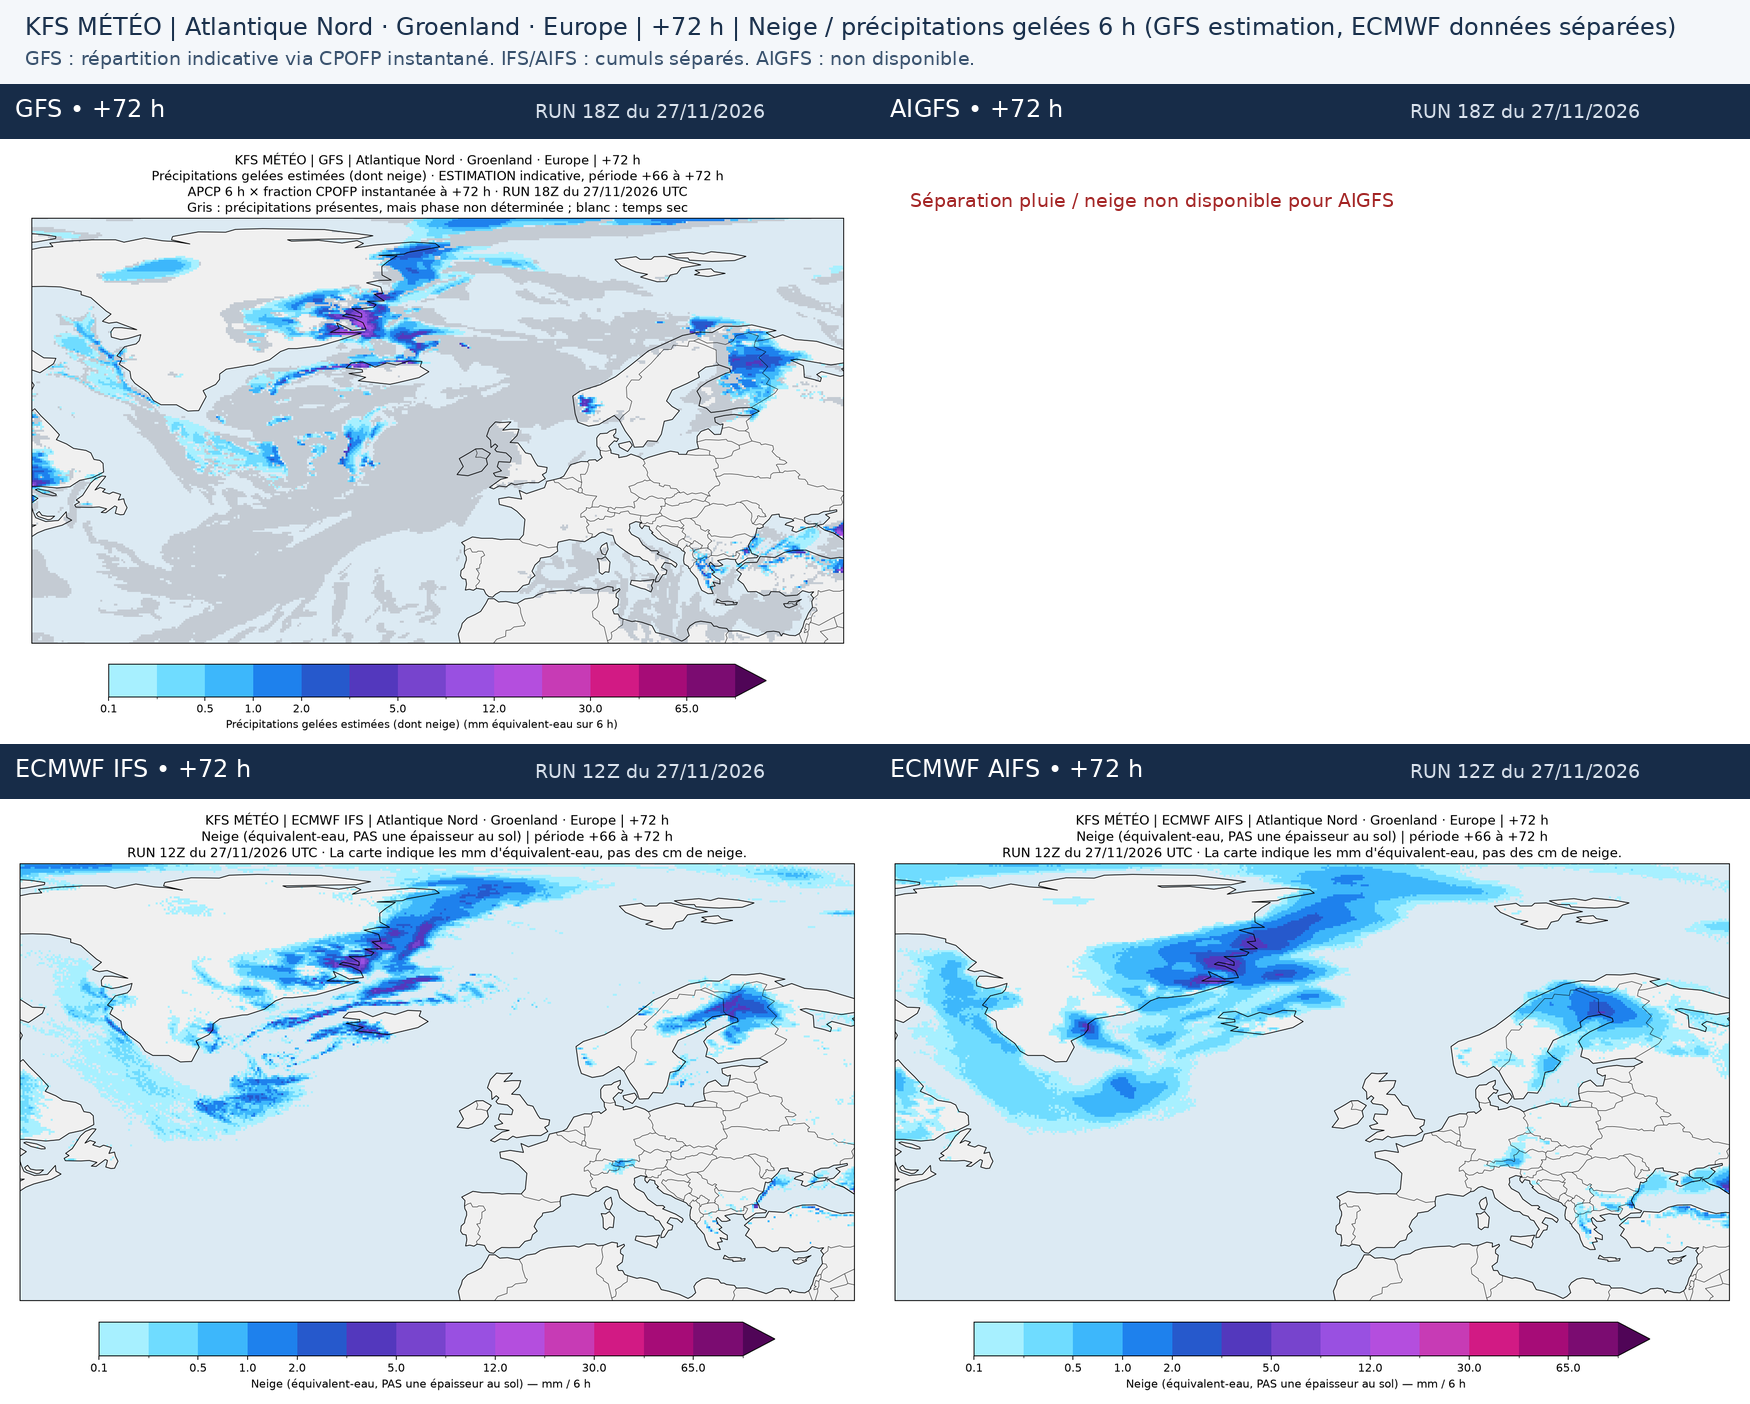 KFS MÉTÉO | Atlantique Nord · Groenland · Europe | +72 h | Neige / précipitations gelées 6 h (GFS estimation, ECMWF données séparées)
GFS : répartition indicative via CPOFP instantané. IFS/AIFS : cumuls séparés. AIGFS : non disponible.
GFS • +72 h
RUN 18Z du 27/11/2026
AIGFS • +72 h
RUN 18Z du 27/11/2026
KFS MÉTÉO | GFS | Atlantique Nord · Groenland · Europe | +72 h
Précipitations gelées estimées (dont neige) · ESTIMATION indicative, période +66 à +72 h
APCP 6 h × fraction CPOFP instantanée à +72 h · RUN 18Z du 27/11/2026 UTC
Gris : précipitations présentes, mais phase non déterminée ; blanc : temps sec
Séparation pluie / neige non disponible pour AIGFS
0.1 0.5 1.0 2.0 5.0 12.0 30.0 65.0
Précipitations gelées estimées (dont neige) (mm équivalent-eau sur 6 h)
ECMWF IFS • +72 h
RUN 12Z du 27/11/2026
ECMWF AIFS • +72 h
RUN 12Z du 27/11/2026
KFS MÉTÉO | ECMWF IFS | Atlantique Nord · Groenland · Europe | +72 h
Neige (équivalent-eau, PAS une épaisseur au sol) | période +66 à +72 h
RUN 12Z du 27/11/2026 UTC · La carte indique les mm d'équivalent-eau, pas des cm de neige.
KFS MÉTÉO | ECMWF AIFS | Atlantique Nord · Groenland · Europe | +72 h
Neige (équivalent-eau, PAS une épaisseur au sol) | période +66 à +72 h
RUN 12Z du 27/11/2026 UTC · La carte indique les mm d'équivalent-eau, pas des cm de neige.
0.1 0.5 1.0 2.0 5.0 12.0 30.0 65.0
Neige (équivalent-eau, PAS une épaisseur au sol) — mm / 6 h
0.1 0.5 1.0 2.0 5.0 12.0 30.0 65.0
Neige (équivalent-eau, PAS une épaisseur au sol) — mm / 6 h